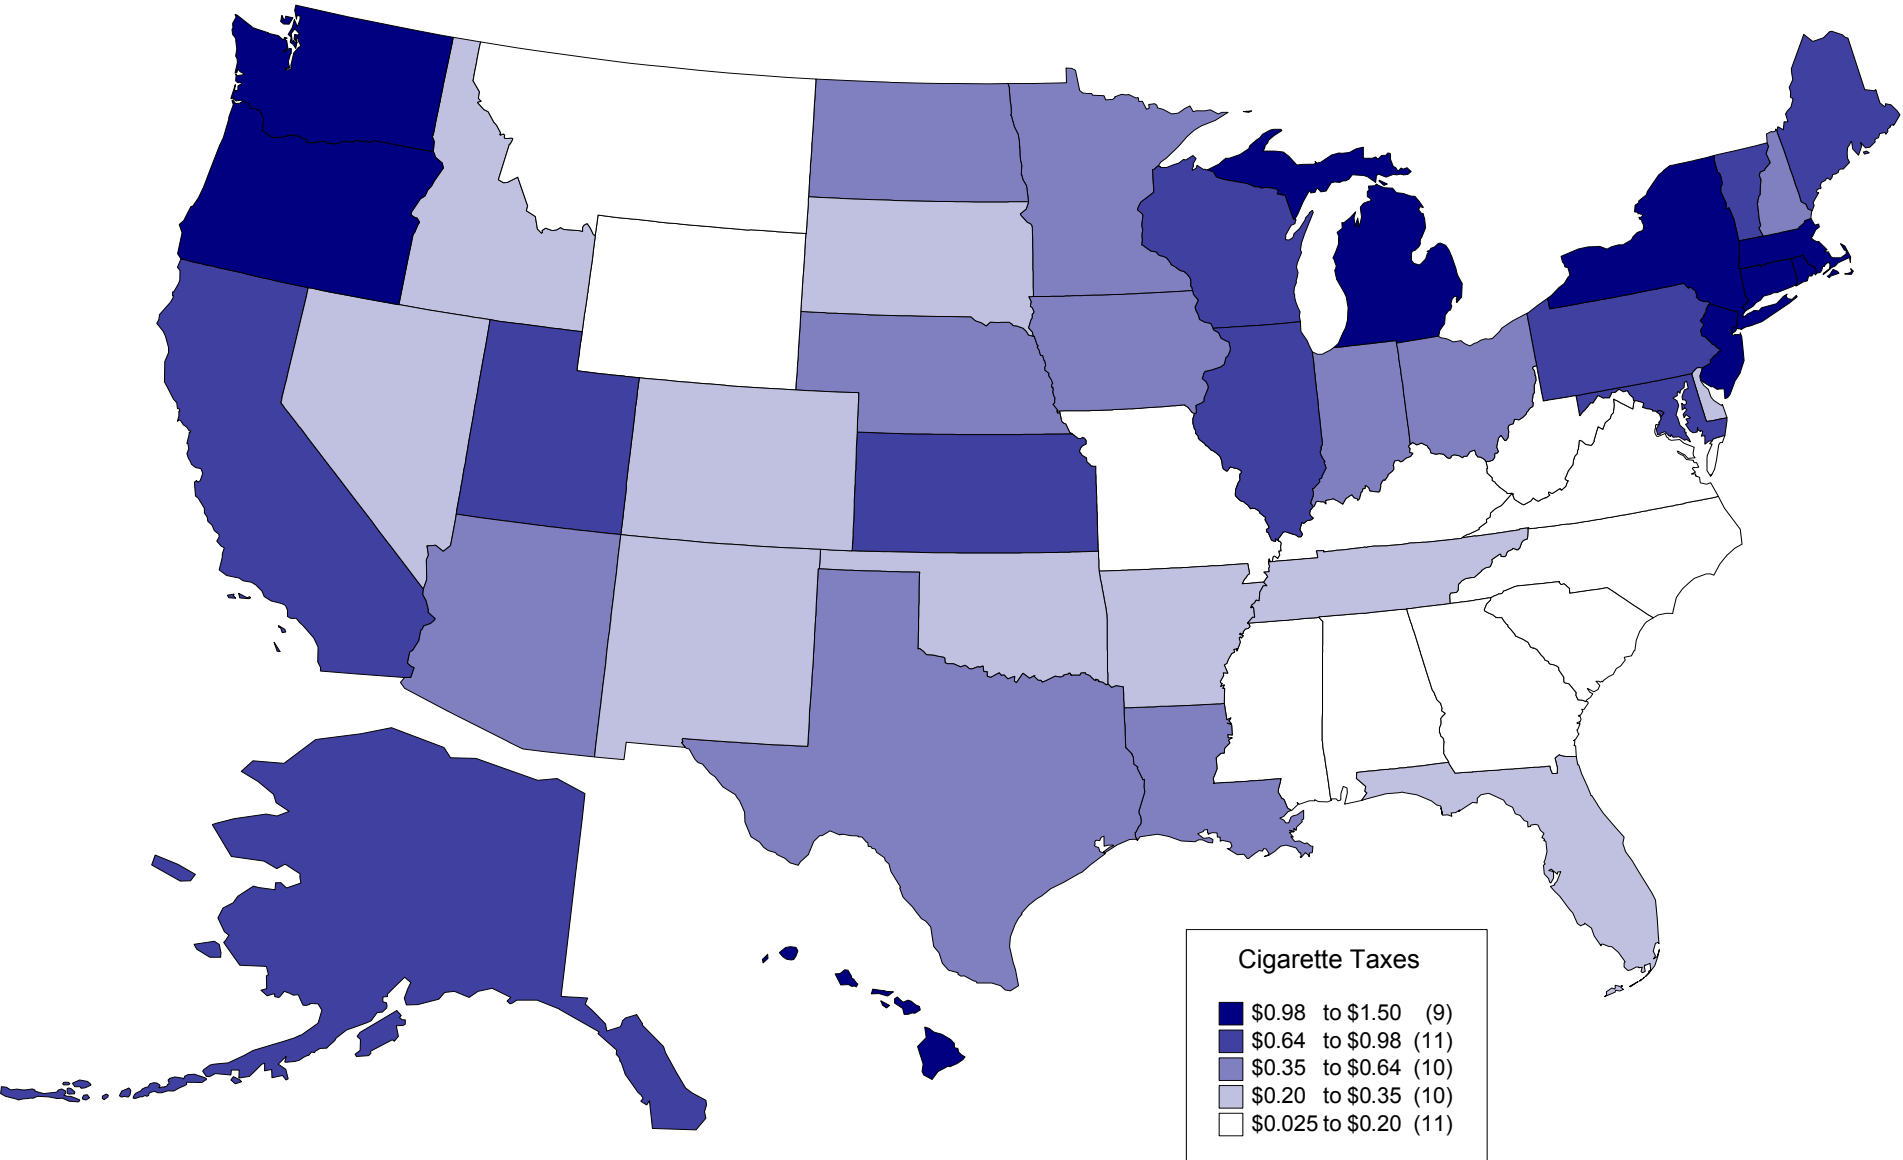 Cigarette Taxes
$0.98 to $1.50 (9)
$0.64 to $0.98 (11)
$0.35 to $0.64 (10)
$0.20 to $0.35 (10)
$0.025 to $0.20 (11)